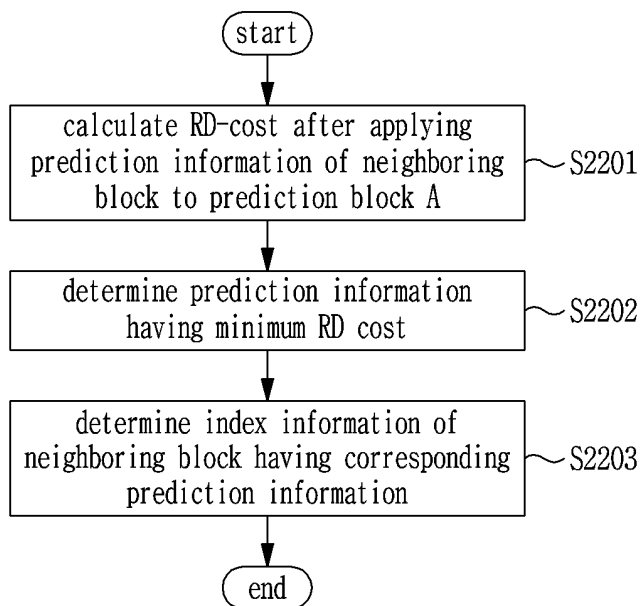 start
calculate RD-cost after applying
prediction information of neighboring
block to prediction block A
S2201
determine prediction information
having minimum RD cost
S2202
determine index information of
neighboring block having corresponding
prediction information
S2203
end